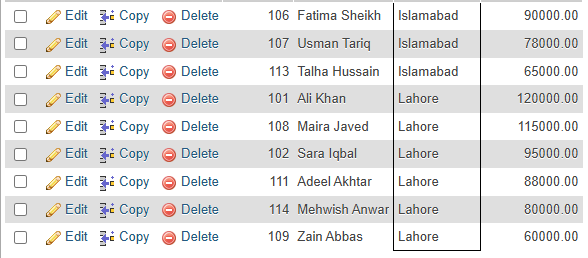 Edit Copy Delete 106 Fatima Sheikh Islamabad 90000.00
Edit Copy Delete 107 Usman Tariq Islamabad 78000.00
Edit Copy Delete 113 Talha Hussain Islamabad 65000.00
Edit Copy Delete 101 Ali Khan Lahore 120000.00
Edit Copy Delete 108 Maira Javed Lahore 115000.00
Edit Copy Delete 102 Sara Iqbal Lahore 95000.00
Edit Copy Delete 111 Adeel Akhtar Lahore 88000.00
Edit Copy Delete 114 Mehwish Anwar Lahore 80000.00
Edit Copy Delete 109 Zain Abbas Lahore 60000.00